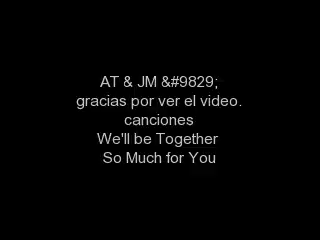 AT & JM &#9829;
gracias por ver el video.
canciones
We'll be Together
So Much for You